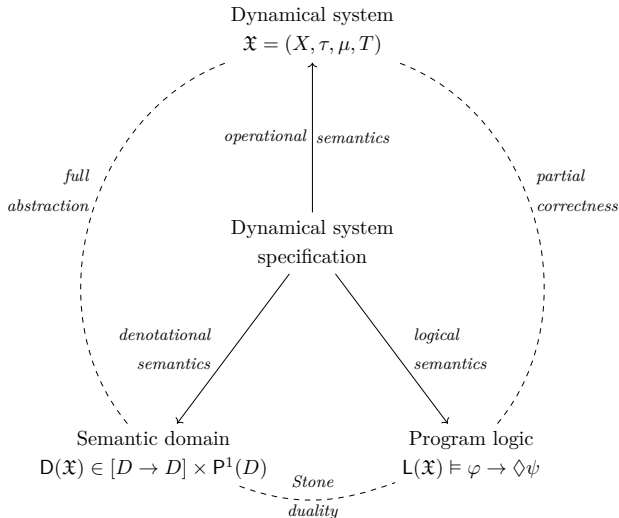 Dynamical system
𝔛 = (X, τ, μ, T)
operational semantics
full
abstraction
partial
correctness
Dynamical system
specification
denotational
semantics
logical
semantics
Semantic domain
D(𝔛) ∈ [D → D] × P¹(D)
Program logic
L(𝔛) ⊨ φ → ◊ψ
Stone
duality